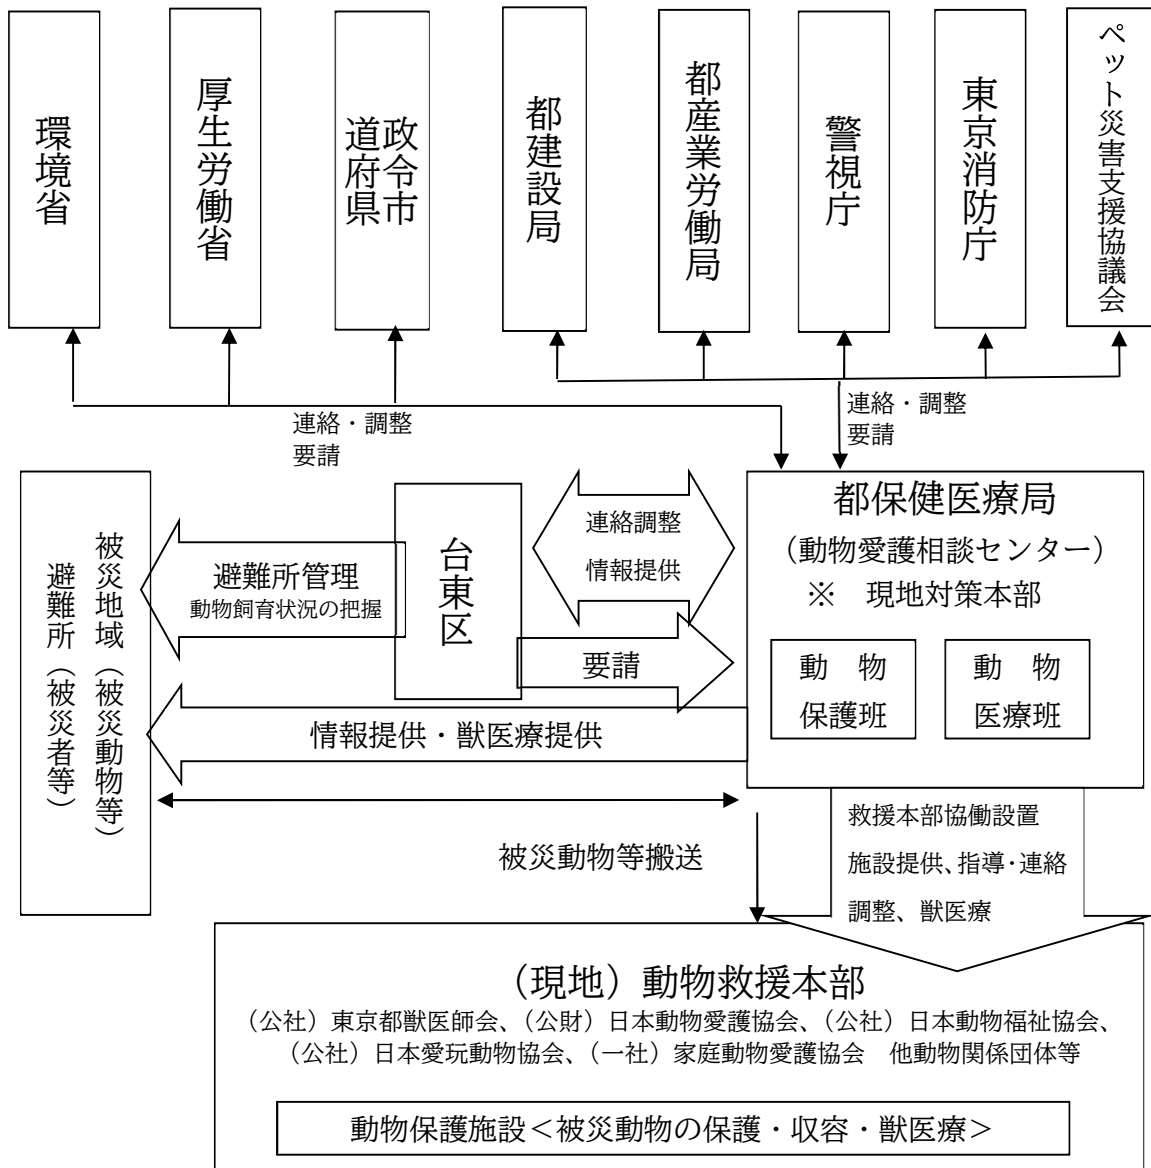 環境省
厚生労働省
政令市
道府県
都建設局
都産業労働局
警視庁
東京消防庁
ペット災害支援協議会
連絡・調整
要請
連絡・調整
要請
被災地域（被災動物等）
避難所（被災者等）
避難所管理
動物飼育状況の把握
台東区
連絡調整
情報提供
要請
都保健医療局
（動物愛護相談センター）
※　現地対策本部
動　物
保護班
動　物
医療班
情報提供・獣医療提供
被災動物等搬送
救援本部協働設置
施設提供、指導・連絡
調整、獣医療
（現地）動物救援本部
（公社）東京都獣医師会、（公財）日本動物愛護協会、（公社）日本動物福祉協会、
（公社）日本愛玩動物協会、（一社）家庭動物愛護協会　他動物関係団体等
動物保護施設＜被災動物の保護・収容・獣医療＞